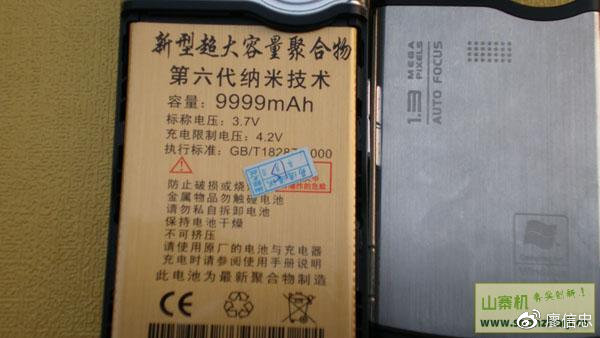 新型超大容量聚合物
第六代纳米技术
容量：9999mAh
标称电压：3.7V
充电限制电压：4.2V
执行标准：GB/T1828 000
防止破损或烧
金属物品勿触碰电池
请勿私自拆卸电池
保持电池干燥
不可挤压
请使用原厂的电池与充电器
充电时请参阅使用手册说明
此电池为最新聚合物制造
CE
1.3 MEGA PIXELS
AUTO FOCUS
山寨机
www.s
廖信忠